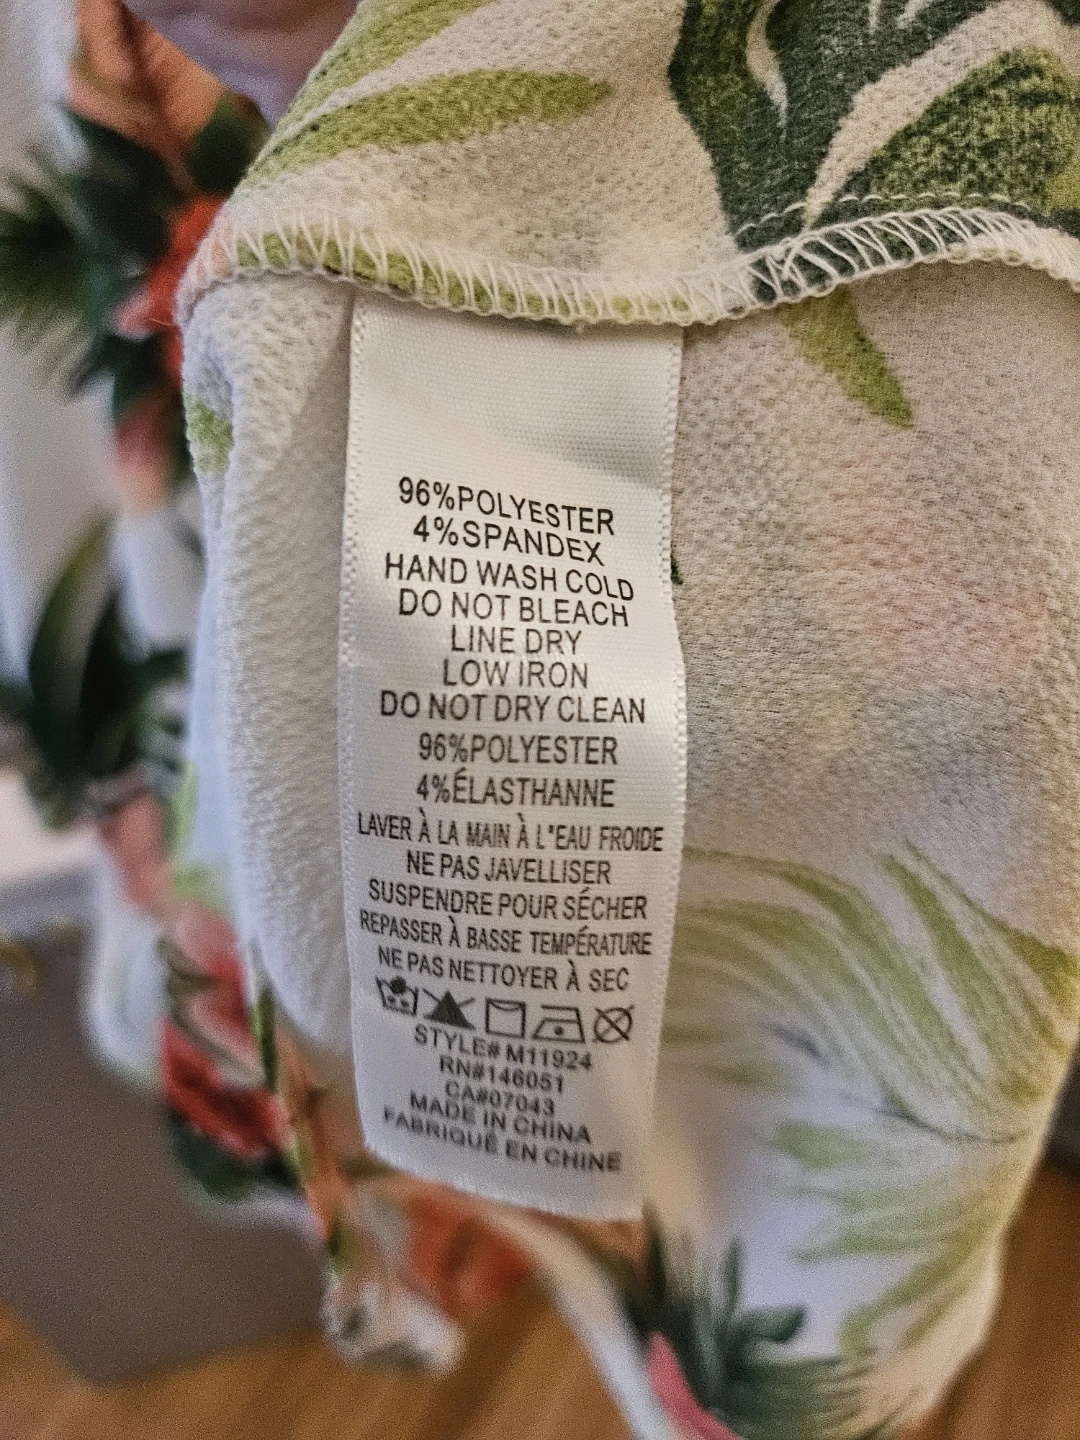 96%POLYESTER
4%SPANDEX
HAND WASH COLD
DO NOT BLEACH
LINE DRY
LOW IRON
DO NOT DRY CLEAN
96%POLYESTER
4%ÉLASTHANNE
LAVER À LA MAIN À L'EAU FROIDE
NE PAS JAVELLISER
SUSPENDRE POUR SÉCHER
REPASSER À BASSE TEMPÉRATURE
NE PAS NETTOYER À SEC
STYLE# M11924
RN#146051
CA#07043
MADE IN CHINA
FABRIQUÉ EN CHINE